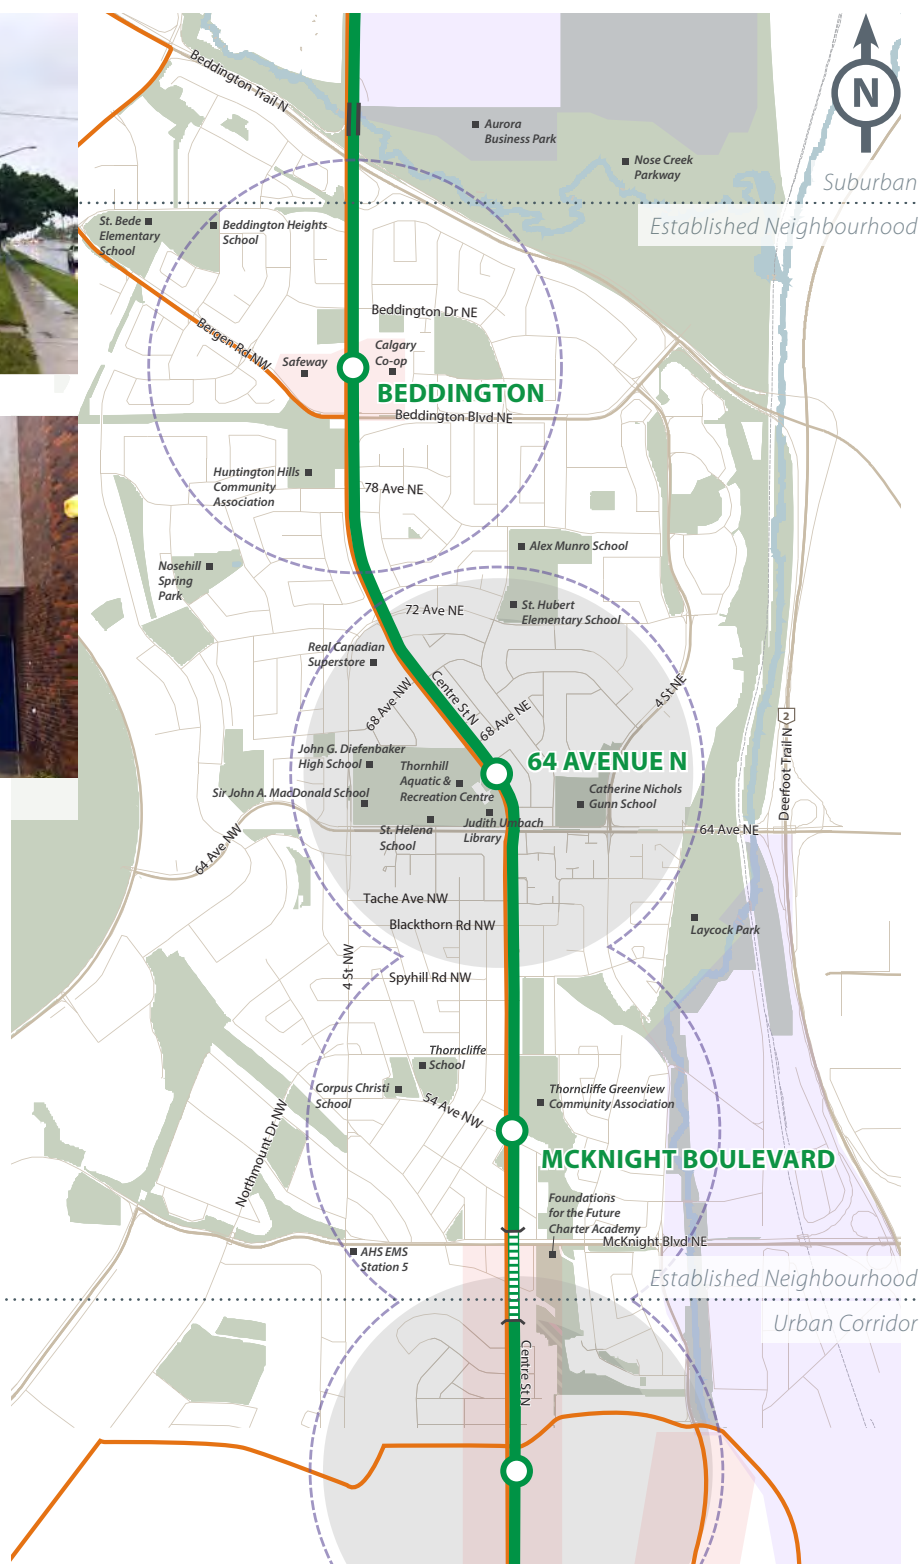 N
Beddington Trail N
Aurora
Business Park
Nose Creek
Parkway
Suburban
Established Neighbourhood
St. Bede
Elementary
School
Beddington Heights
School
Beddington Dr NE
Bergen Rd NW
Safeway
Calgary
Co-op
BEDDINGTON
Beddington Blvd NE
Huntington Hills
Community
Association
78 Ave NE
Alex Munro School
Nosehill
Spring
Park
72 Ave NE
St. Hubert
Elementary School
Real Canadian
Superstore
68 Ave NW
Centre St N
68 Ave NE
4 St NE
2
Deerfoot Trail N
John G. Diefenbaker
High School
64 AVENUE N
Thornhill
Aquatic &
Recreation Centre
Sir John A. MacDonald School
Catherine Nichols
Gunn School
St. Helena
School
Judith Umbach
Library
64 Ave NE
64 Ave NW
Tache Ave NW
Blackthorn Rd NW
Laycock Park
4 St NW
Spyhill Rd NW
Thorncliffe
School
Corpus Christi
School
54 Ave NW
Thorncliffe Greenview
Community Association
Northmount Dr NW
MCKNIGHT BOULEVARD
Foundations
for the Future
Charter Academy
McKnight Blvd NE
AHS EMS
Station 5
Established Neighbourhood
Urban Corridor
Centre St N